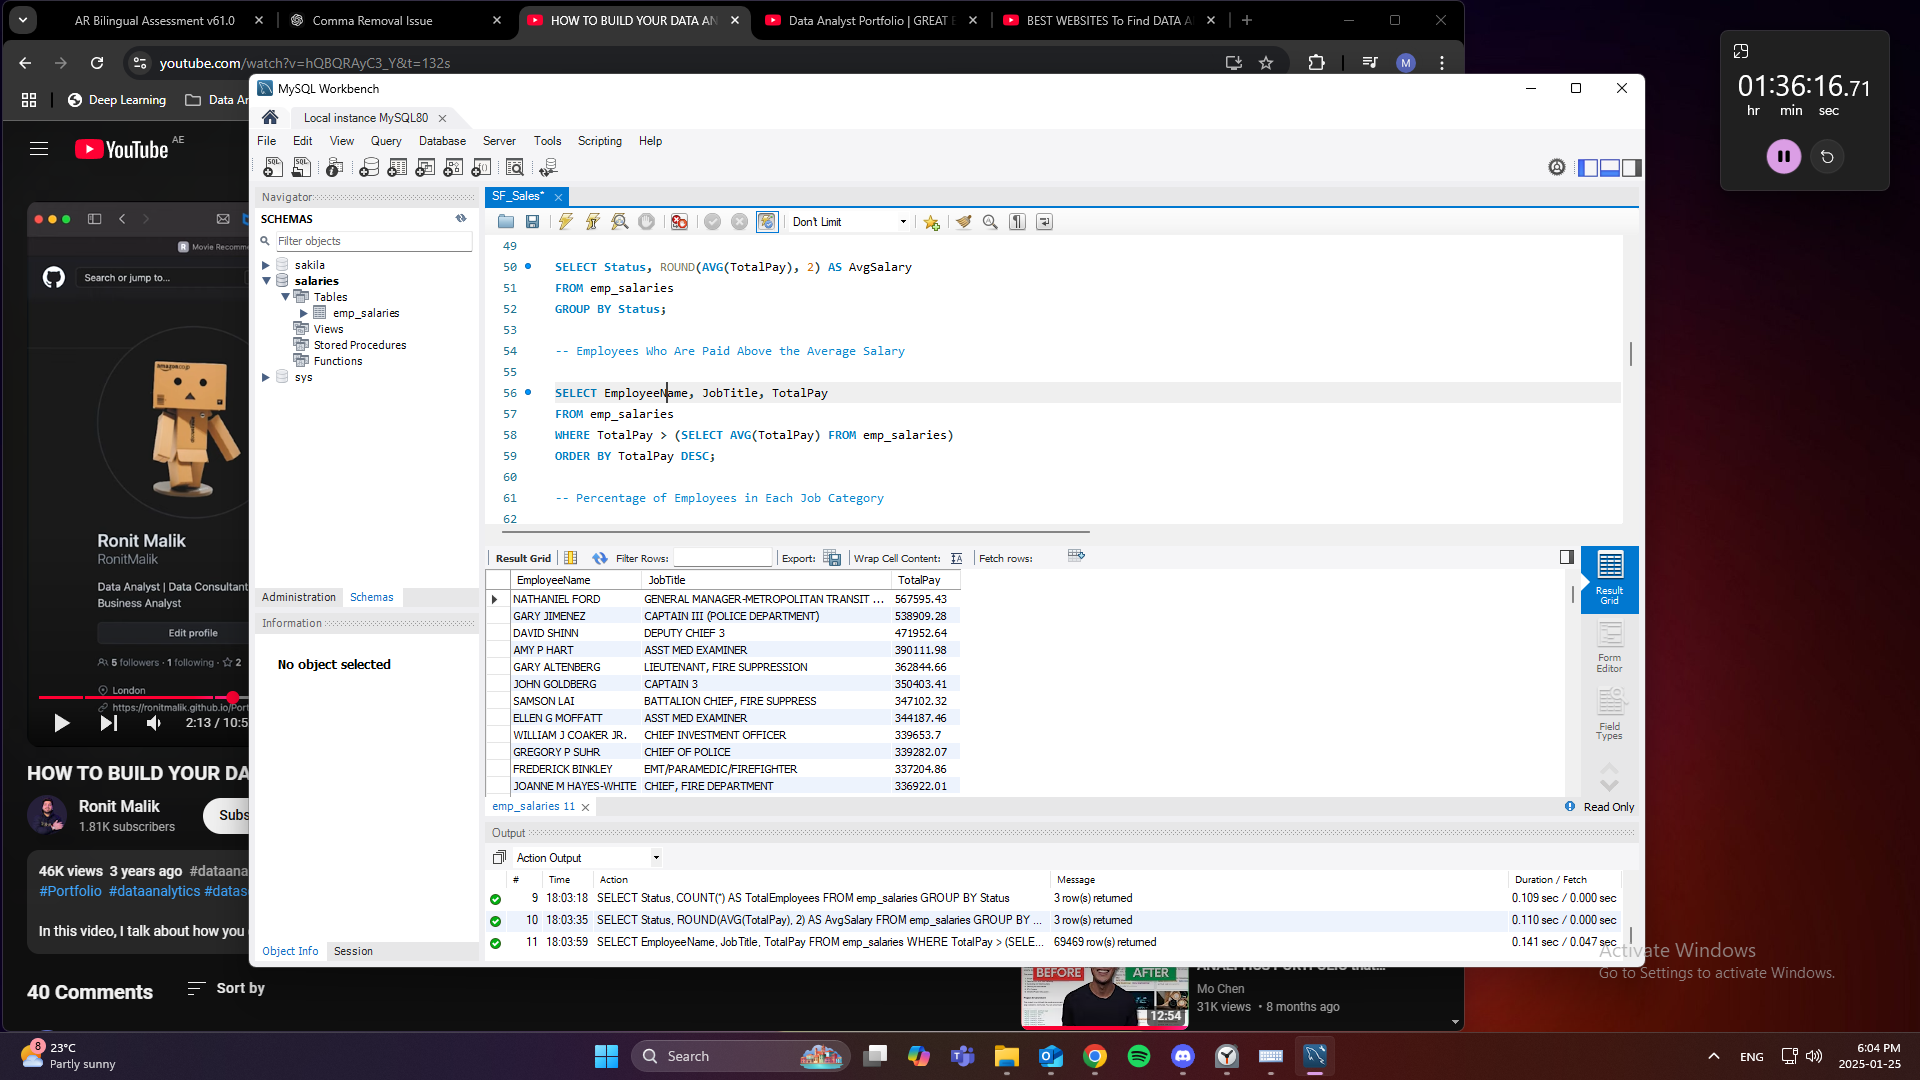 AR Bilingual Assessment v61.0
Comma Removal Issue
HOW TO BUILD YOUR DATA AN
Data Analyst Portfolio | GREAT E
BEST WEBSITES To Find DATA A
youtube.com/watch?v=hQBQRAyC3_Y&t=132s
M
Deep Learning
Data An
01:36:16.71
hr min sec
YouTube AE
MySQL Workbench
Local instance MySQL80
File Edit View Query Database Server Tools Scripting Help
Navigator
SCHEMAS
Filter objects
sakila
salaries
Tables
emp_salaries
Views
Stored Procedures
Functions
sys
Administration Schemas
Information
No object selected
Object Info Session
SF_Sales*
Don't Limit
49
50 SELECT Status, ROUND(AVG(TotalPay), 2) AS AvgSalary
51 FROM emp_salaries
52 GROUP BY Status;
53
54 -- Employees Who Are Paid Above the Average Salary
55
56 SELECT EmployeeName, JobTitle, TotalPay
57 FROM emp_salaries
58 WHERE TotalPay > (SELECT AVG(TotalPay) FROM emp_salaries)
59 ORDER BY TotalPay DESC;
60
61 -- Percentage of Employees in Each Job Category
62
Result Grid Filter Rows: Export: Wrap Cell Content: Fetch rows:
EmployeeName JobTitle TotalPay
NATHANIEL FORD GENERAL MANAGER-METROPOLITAN TRANSIT ... 567595.43
GARY JIMENEZ CAPTAIN III (POLICE DEPARTMENT) 538909.28
DAVID SHINN DEPUTY CHIEF 3 471952.64
AMY P HART ASST MED EXAMINER 390111.98
GARY ALTENBERG LIEUTENANT, FIRE SUPPRESSION 362844.66
JOHN GOLDBERG CAPTAIN 3 350403.41
SAMSON LAI BATTALION CHIEF, FIRE SUPPRESS 347102.32
ELLEN G MOFFATT ASST MED EXAMINER 344187.46
WILLIAM J COAKER JR. CHIEF INVESTMENT OFFICER 339653.7
GREGORY P SUHR CHIEF OF POLICE 339282.07
FREDERICK BINKLEY EMT/PARAMEDIC/FIREFIGHTER 337204.86
JOANNE M HAYES-WHITE CHIEF, FIRE DEPARTMENT 336922.01
Result
Grid
Form
Editor
Field
Types
emp_salaries 11
Read Only
Output
Action Output
# Time Action Message Duration / Fetch
9 18:03:18 SELECT Status, COUNT(*) AS TotalEmployees FROM emp_salaries GROUP BY Status 3 row(s) returned 0.109 sec / 0.000 sec
10 18:03:35 SELECT Status, ROUND(AVG(TotalPay), 2) AS AvgSalary FROM emp_salaries GROUP BY ... 3 row(s) returned 0.110 sec / 0.000 sec
11 18:03:59 SELECT EmployeeName, JobTitle, TotalPay FROM emp_salaries WHERE TotalPay > (SELE... 69469 row(s) returned 0.141 sec / 0.047 sec
R Movie Recomm
Search or jump to...
Ronit Malik
RonitMalik
Data Analyst | Data Consultant
Business Analyst
Edit profile
5 followers · 1 following · 2
London
https://ronitmalik.github.io/Port
2:13 / 10:5
HOW TO BUILD YOUR DA
Ronit Malik
1.81K subscribers
Subs
46K views 3 years ago #dataana
#Portfolio #dataanalytics #datas
In this video, I talk about how you
40 Comments
Sort by
BEFORE AFTER
12:54
ANALYTICS PORTFOLIO that...
Mo Chen
31K views • 8 months ago
Activate Windows
Go to Settings to activate Windows.
8
23°C
Partly sunny
Search
ENG
6:04 PM
2025-01-25